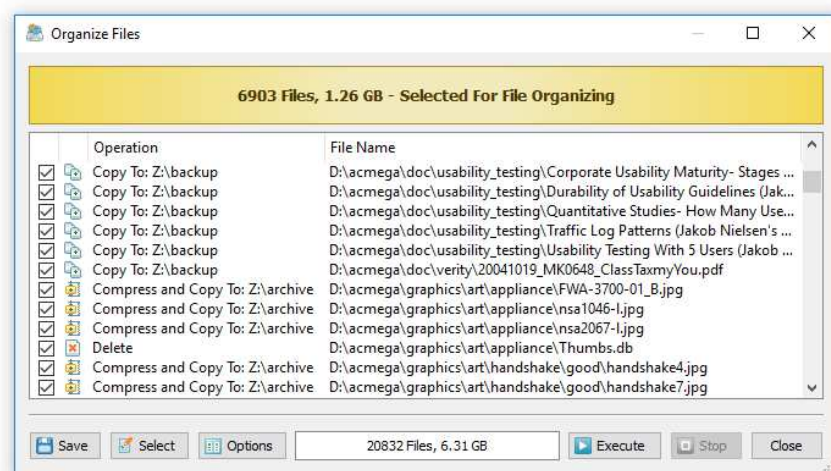 Organize Files
6903 Files, 1.26 GB - Selected For File Organizing
Operation File Name
Copy To: Z:\backup D:\acmega\doc\usability_testing\Corporate Usability Maturity- Stages ...
Copy To: Z:\backup D:\acmega\doc\usability_testing\Durability of Usability Guidelines (Jak...
Copy To: Z:\backup D:\acmega\doc\usability_testing\Quantitative Studies- How Many Use...
Copy To: Z:\backup D:\acmega\doc\usability_testing\Traffic Log Patterns (Jakob Nielsen's ...
Copy To: Z:\backup D:\acmega\doc\usability_testing\Usability Testing With 5 Users (Jakob ...
Copy To: Z:\backup D:\acmega\doc\verity\20041019_MK0648_ClassTaxmyYou.pdf
Compress and Copy To: Z:\archive D:\acmega\graphics\art\appliance\FWA-3700-01_B.jpg
Compress and Copy To: Z:\archive D:\acmega\graphics\art\appliance\nsa1046-l.jpg
Compress and Copy To: Z:\archive D:\acmega\graphics\art\appliance\nsa2067-l.jpg
Delete D:\acmega\graphics\art\appliance\Thumbs.db
Compress and Copy To: Z:\archive D:\acmega\graphics\art\handshake\good\handshake4.jpg
Compress and Copy To: Z:\archive D:\acmega\graphics\art\handshake\good\handshake7.jpg
Save Select Options 20832 Files, 6.31 GB Execute Stop Close